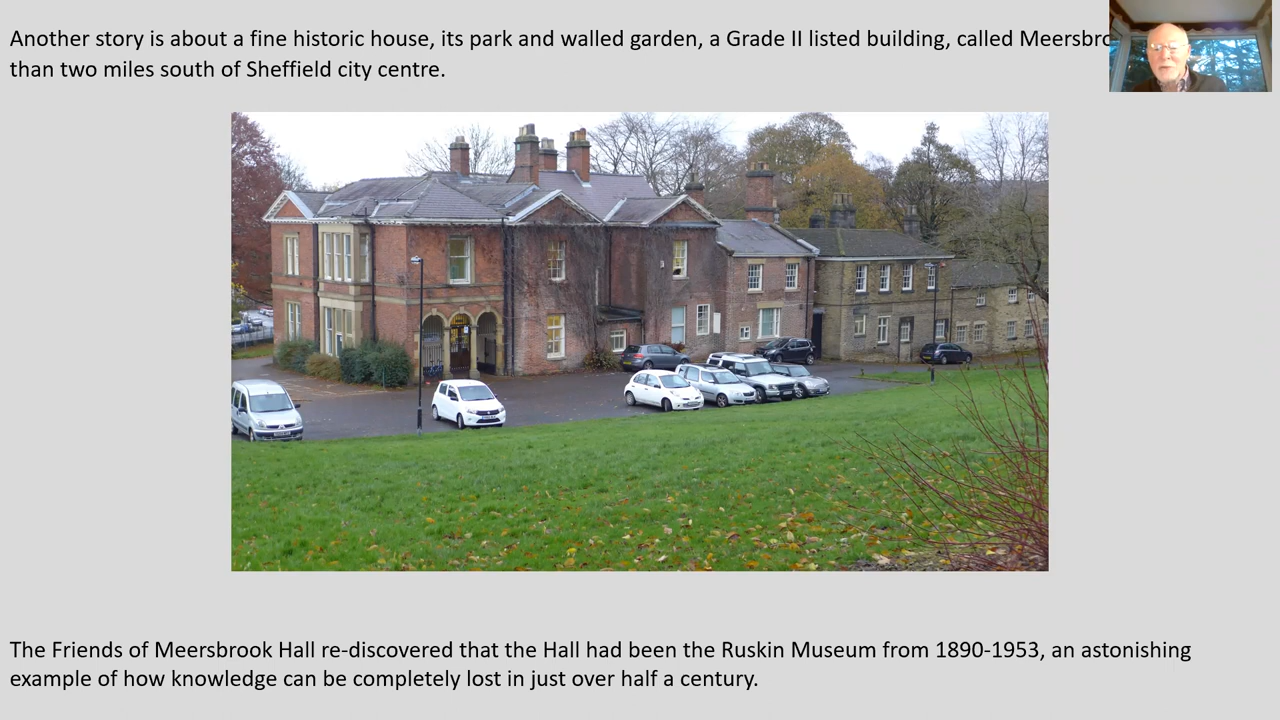 Another story is about a fine historic house, its park and walled garden, a Grade II listed building, called Meersbro
than two miles south of Sheffield city centre.
The Friends of Meersbrook Hall re-discovered that the Hall had been the Ruskin Museum from 1890-1953, an astonishing
example of how knowledge can be completely lost in just over half a century.